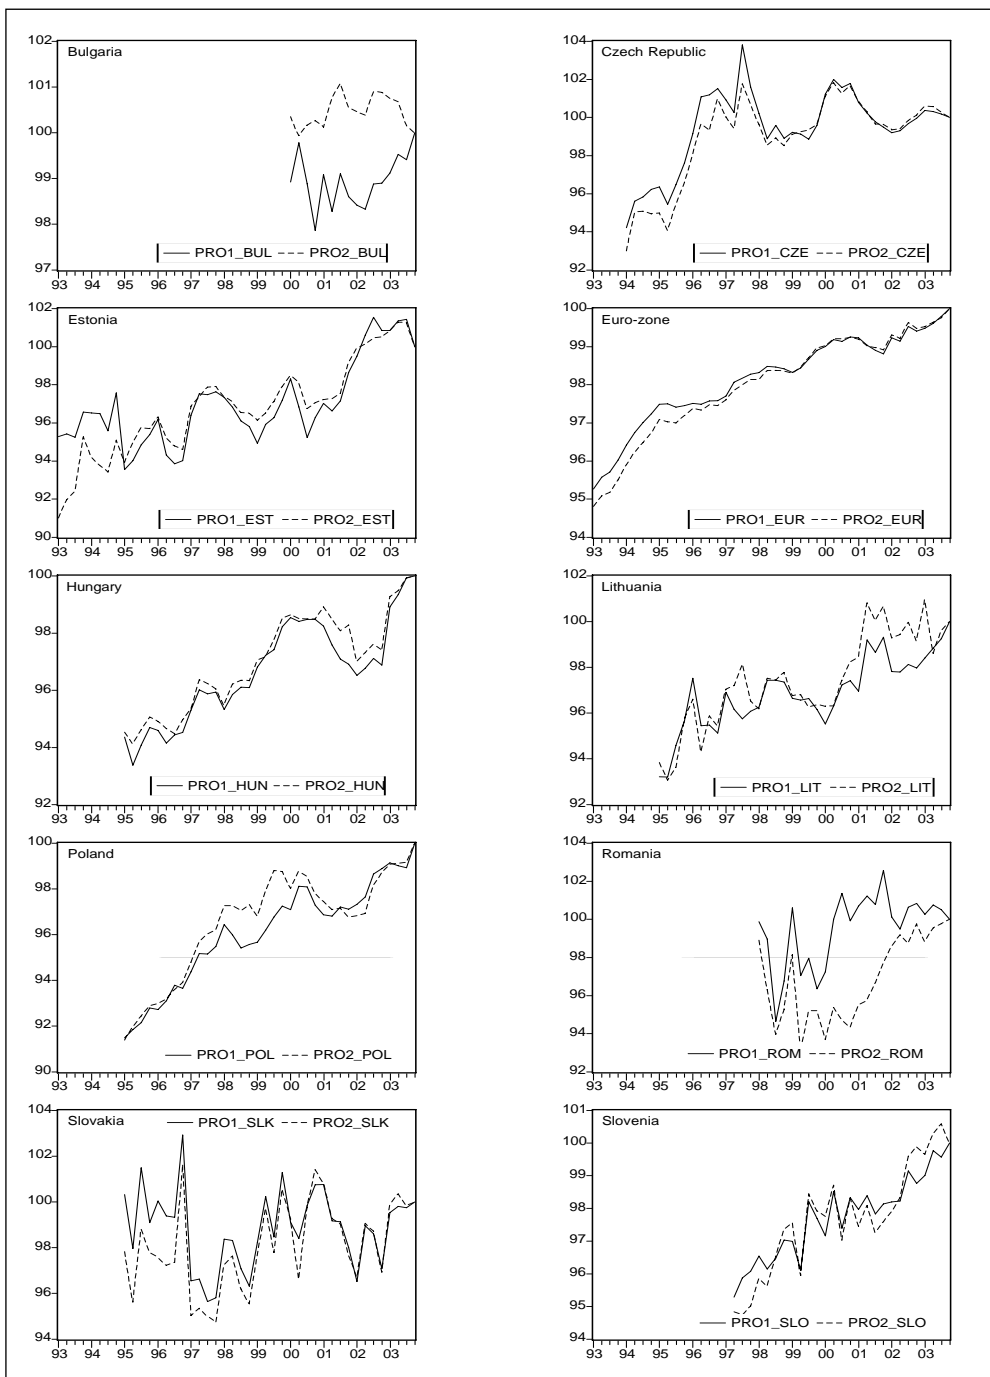 102
Bulgaria
101
100
99
98
97
PRO1_BUL PRO2_BUL
93 94 95 96 97 98 99 00 01 02 03
104
Czech Republic
102
100
98
96
94
92
PRO1_CZE PRO2_CZE
93 94 95 96 97 98 99 00 01 02 03
102
Estonia
100
98
96
94
92
90
PRO1_EST PRO2_EST
93 94 95 96 97 98 99 00 01 02 03
100
Euro-zone
99
98
97
96
95
94
PRO1_EUR PRO2_EUR
93 94 95 96 97 98 99 00 01 02 03
100
Hungary
98
96
94
92
PRO1_HUN PRO2_HUN
93 94 95 96 97 98 99 00 01 02 03
102
Lithuania
100
98
96
94
92
PRO1_LIT PRO2_LIT
93 94 95 96 97 98 99 00 01 02 03
100
Poland
98
95
94
92
90
PRO1_POL PRO2_POL
93 94 95 96 97 98 99 00 01 02 03
104
Romania
102
100
98
96
94
92
PRO1_ROM PRO2_ROM
93 94 95 96 97 98 99 00 01 02 03
104
Slovakia
PRO1_SLK PRO2_SLK
102
100
98
96
94
93 94 95 96 97 98 99 00 01 02 03
101
Slovenia
100
99
98
97
96
95
94
PRO1_SLO PRO2_SLO
93 94 95 96 97 98 99 00 01 02 03